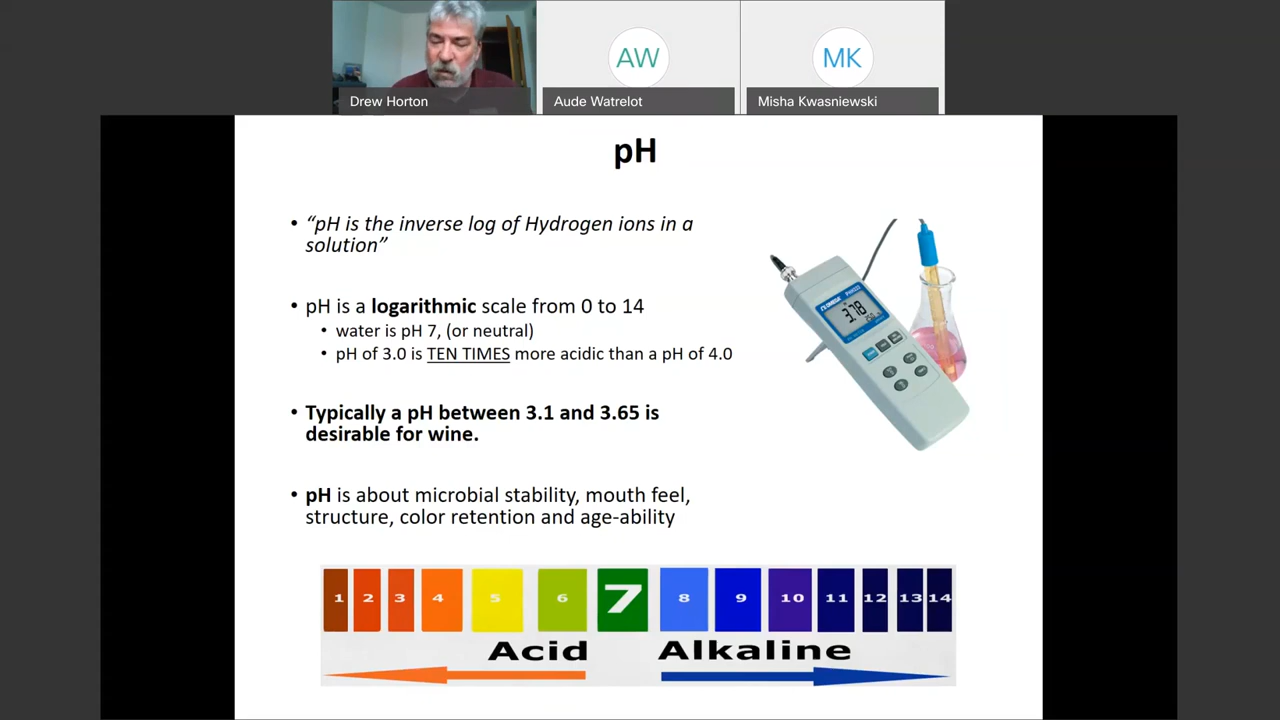 AW
MK
Drew Horton
Aude Watrelot
Misha Kwasniewski
pH
• “pH is the inverse log of Hydrogen ions in a
solution”
• pH is a logarithmic scale from 0 to 14
• water is pH 7, (or neutral)
• pH of 3.0 is TEN TIMES more acidic than a pH of 4.0
• Typically a pH between 3.1 and 3.65 is
desirable for wine.
• pH is about microbial stability, mouth feel,
structure, color retention and age-ability
OMEGA
3.78
1 2 3 4 5 6 7 8 9 10 11 12 13 14
Acid Alkaline